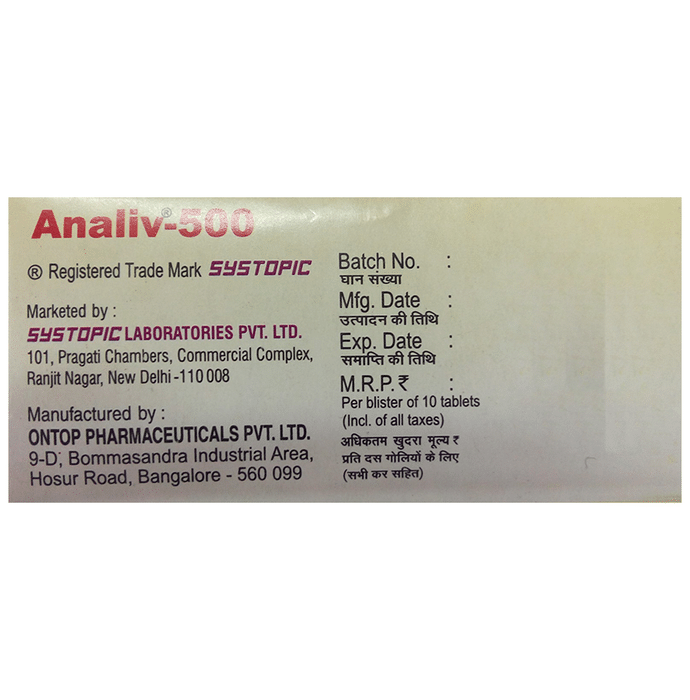 Analiv®-500
® Registered Trade Mark SYSTOPIC
Marketed by :
SYSTOPIC LABORATORIES PVT. LTD.
101, Pragati Chambers, Commercial Complex,
Ranjit Nagar, New Delhi -110 008
Manufactured by :
ONTOP PHARMACEUTICALS PVT. LTD.
9-D, Bommasandra Industrial Area,
Hosur Road, Bangalore - 560 099
Batch No. :
घान संख्या
Mfg. Date :
उत्पादन की तिथि
Exp. Date :
समाप्ति की तिथि
M.R.P. ₹ :
Per blister of 10 tablets
(Incl. of all taxes)
अधिकतम खुदरा मूल्य ₹
प्रति दस गोलियों के लिए
(सभी कर सहित)